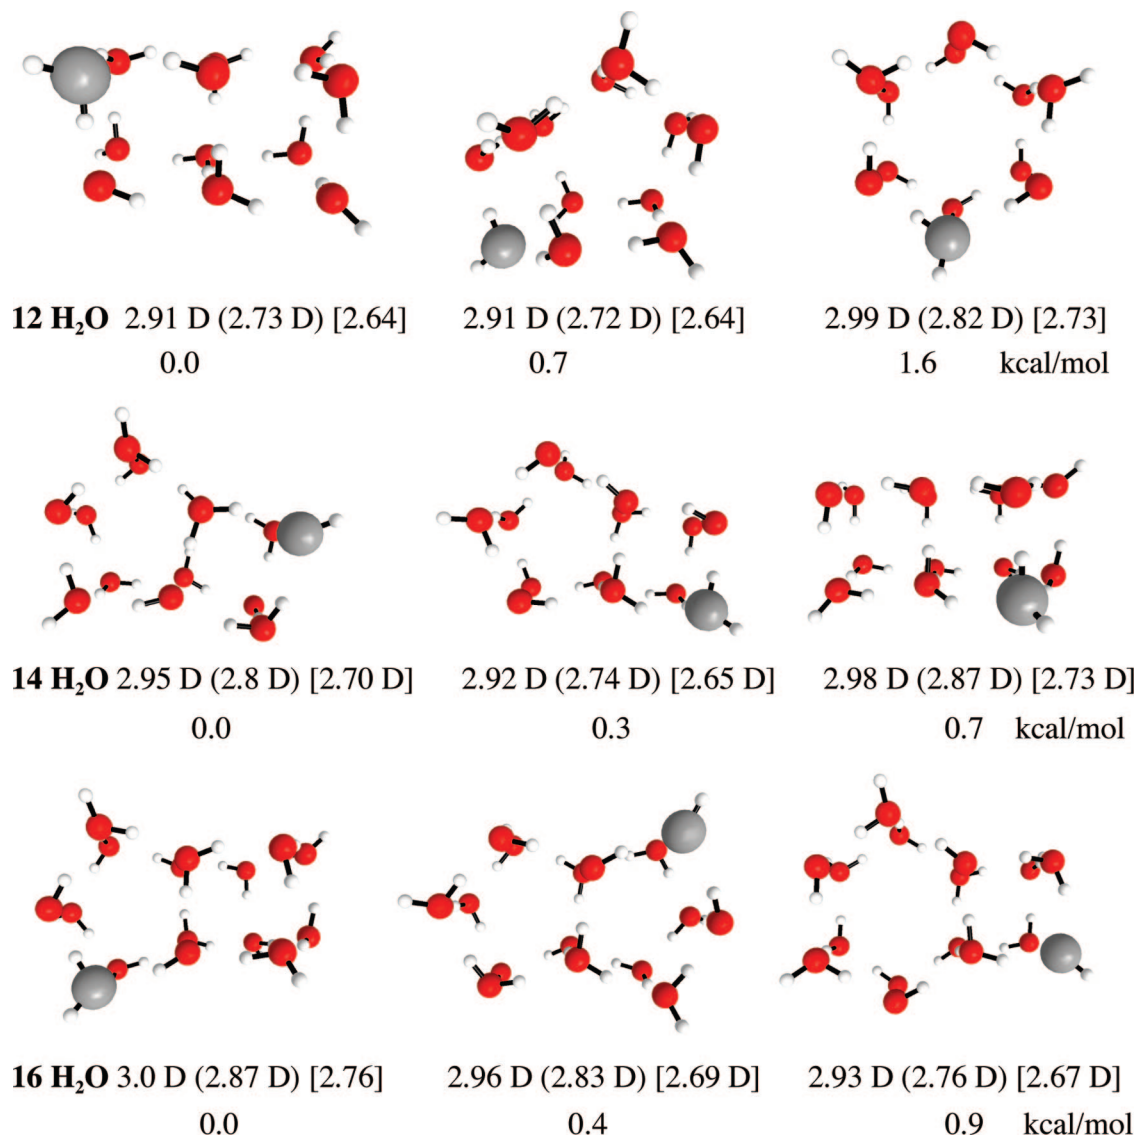 12 H₂O 2.91 D (2.73 D) [2.64] 2.91 D (2.72 D) [2.64] 2.99 D (2.82 D) [2.73]
0.0 0.7 1.6 kcal/mol
14 H₂O 2.95 D (2.8 D) [2.70 D] 2.92 D (2.74 D) [2.65 D] 2.98 D (2.87 D) [2.73 D]
0.0 0.3 0.7 kcal/mol
16 H₂O 3.0 D (2.87 D) [2.76] 2.96 D (2.83 D) [2.69 D] 2.93 D (2.76 D) [2.67 D]
0.0 0.4 0.9 kcal/mol